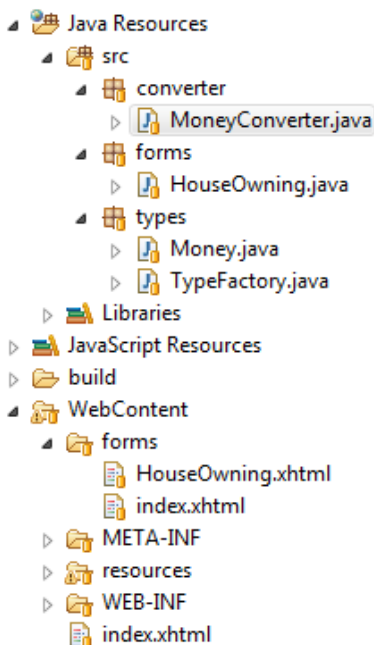 Java Resources
src
converter
MoneyConverter.java
forms
HouseOwning.java
types
Money.java
TypeFactory.java
Libraries
JavaScript Resources
build
WebContent
forms
HouseOwning.xhtml
index.xhtml
META-INF
resources
WEB-INF
index.xhtml